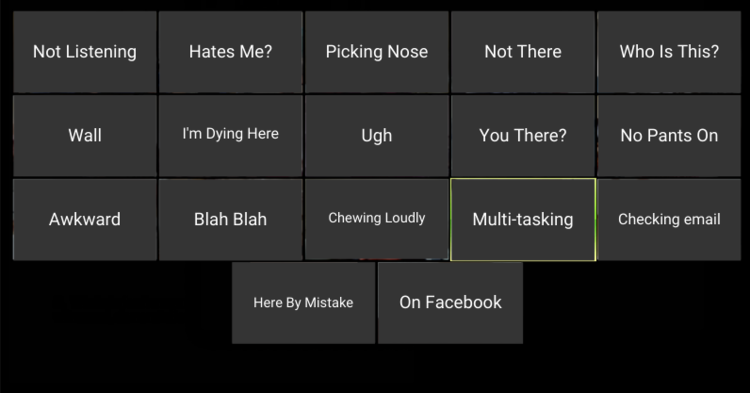 Not Listening
Hates Me?
Picking Nose
Not There
Who Is This?
Wall
I'm Dying Here
Ugh
You There?
No Pants On
Awkward
Blah Blah
Chewing Loudly
Multi-tasking
Checking email
Here By Mistake
On Facebook